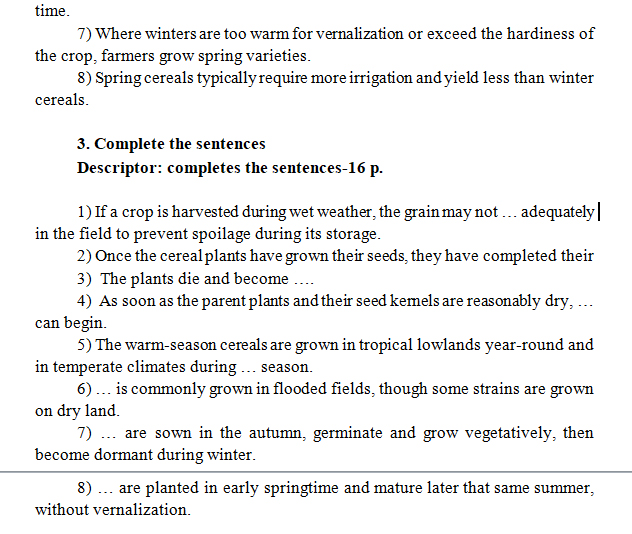 time.
7) Where winters are too warm for vernalization or exceed the hardiness of
the crop, farmers grow spring varieties.
8) Spring cereals typically require more irrigation and yield less than winter
cereals.
3. Complete the sentences
Descriptor: completes the sentences-16 p.
1) If a crop is harvested during wet weather, the grain may not … adequately
in the field to prevent spoilage during its storage.
2) Once the cereal plants have grown their seeds, they have completed their
3) The plants die and become ….
4) As soon as the parent plants and their seed kernels are reasonably dry, …
can begin.
5) The warm-season cereals are grown in tropical lowlands year-round and
in temperate climates during … season.
6) … is commonly grown in flooded fields, though some strains are grown
on dry land.
7) … are sown in the autumn, germinate and grow vegetatively, then
become dormant during winter.
8) … are planted in early springtime and mature later that same summer,
without vernalization.